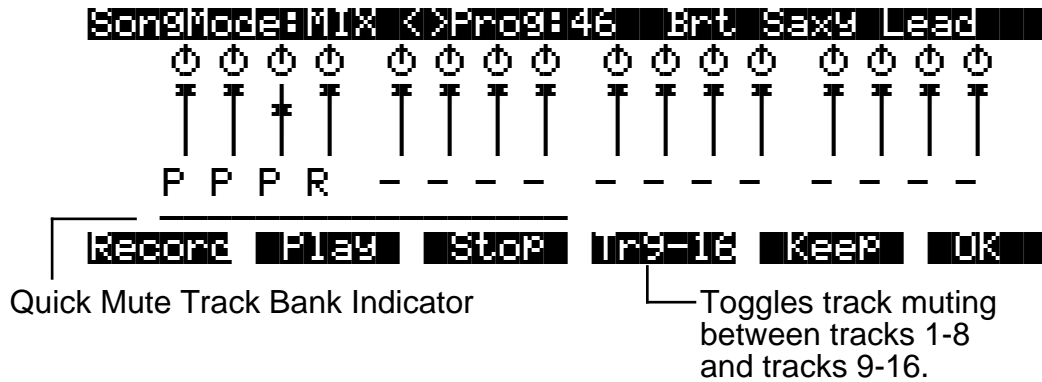 SongMode:MIX <>Prog:46 Brt Saxy Lead
P P P R - - - - - - - - - - - -
Record Play Stop Tr9-16 Keep OK
Quick Mute Track Bank Indicator
Toggles track muting
between tracks 1-8
and tracks 9-16.